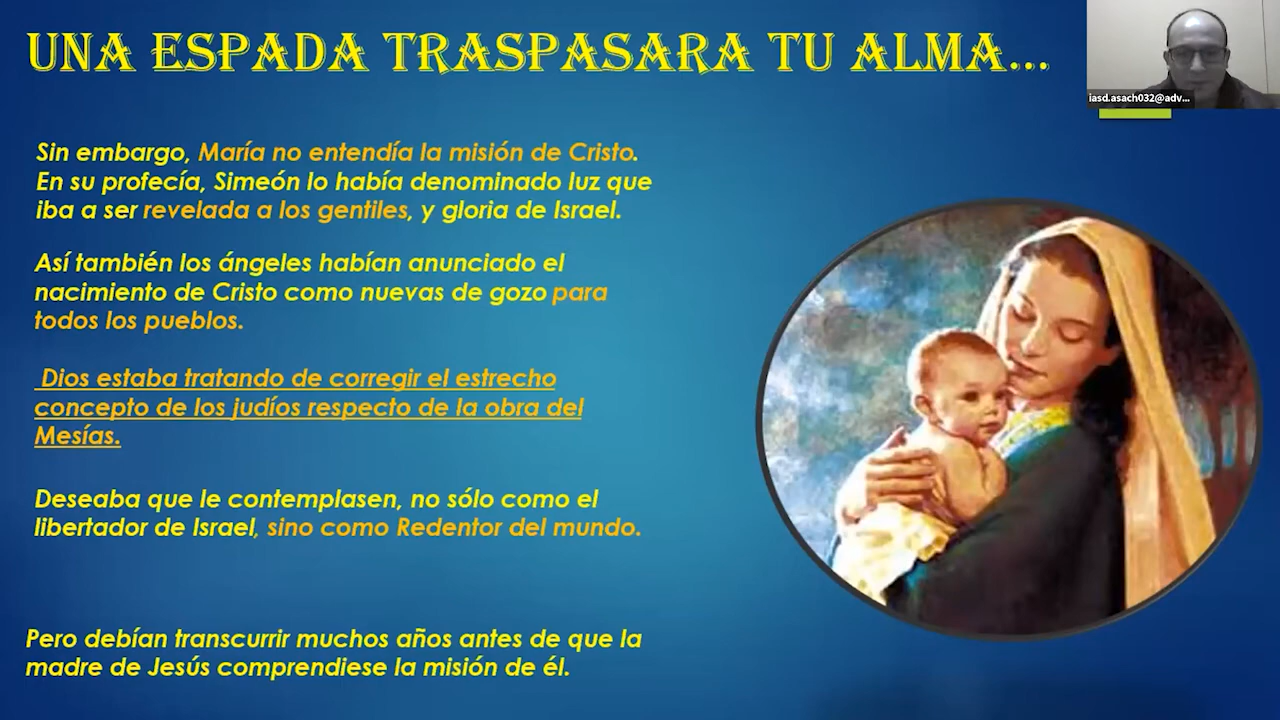 UNA ESPADA TRASPASARA TU ALMA...
iasd.asach032@adv...
Sin embargo, María no entendía la misión de Cristo.
En su profecía, Simeón lo había denominado luz que
iba a ser revelada a los gentiles, y gloria de Israel.
Así también los ángeles habían anunciado el
nacimiento de Cristo como nuevas de gozo para
todos los pueblos.
Dios estaba tratando de corregir el estrecho
concepto de los judíos respecto de la obra del
Mesías.
Deseaba que le contemplasen, no sólo como el
libertador de Israel, sino como Redentor del mundo.
Pero debían transcurrir muchos años antes de que la
madre de Jesús comprendiese la misión de él.